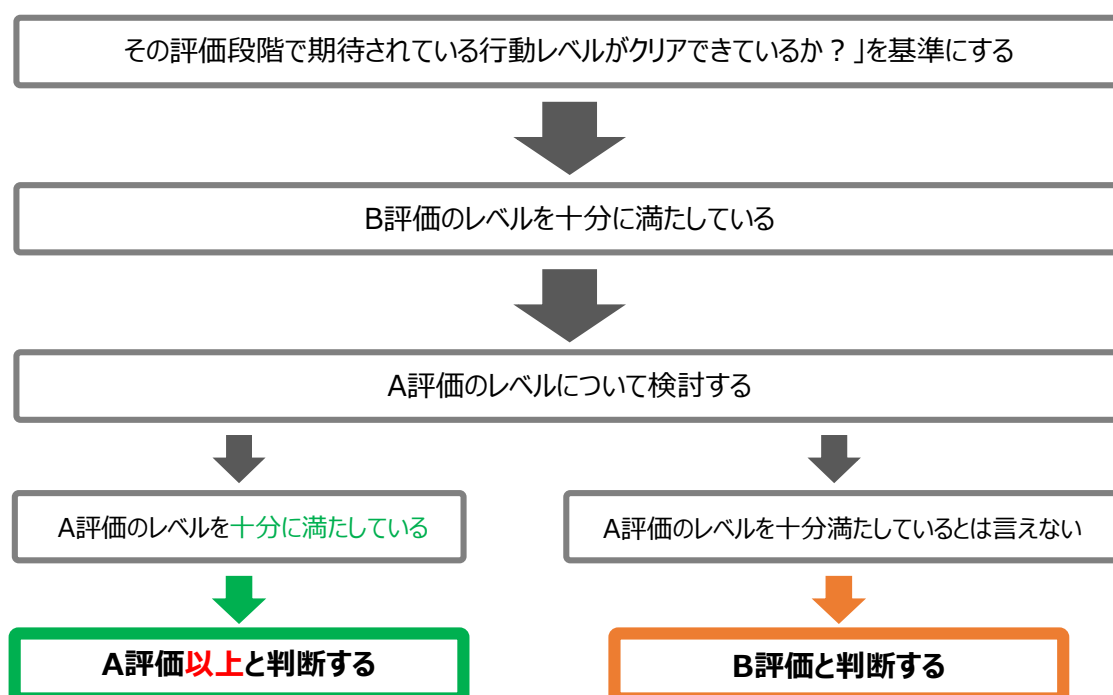 その評価段階で期待されている行動レベルがクリアできているか？」を基準にする
B評価のレベルを十分に満たしている
A評価のレベルについて検討する
A評価のレベルを十分に満たしている
A評価のレベルを十分満たしているとは言えない
A評価以上と判断する
B評価と判断する